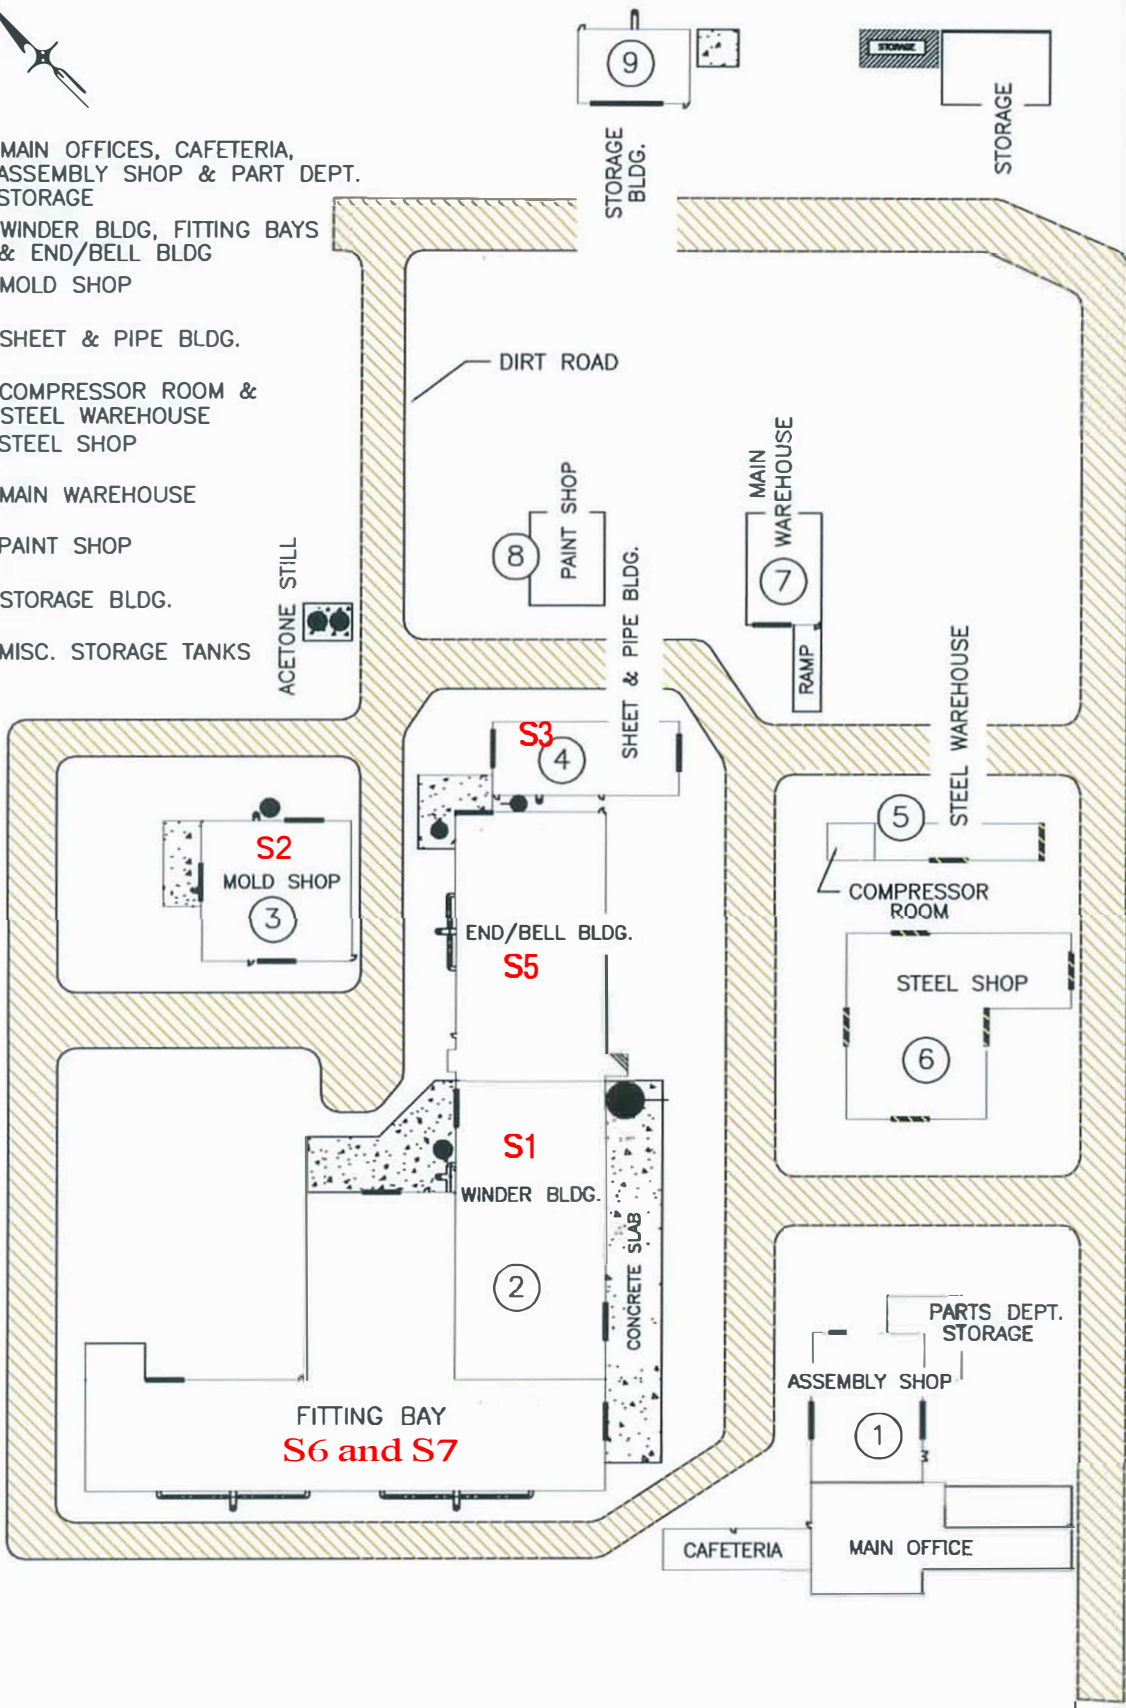 9
STORAGE
STORAGE
STORAGE
BLDG.
MAIN OFFICES, CAFETERIA,
ASSEMBLY SHOP & PART DEPT.
STORAGE
WINDER BLDG, FITTING BAYS
& END/BELL BLDG
MOLD SHOP
SHEET & PIPE BLDG.
COMPRESSOR ROOM &
STEEL WAREHOUSE
STEEL SHOP
MAIN WAREHOUSE
PAINT SHOP
STORAGE BLDG.
MISC. STORAGE TANKS
DIRT ROAD
ACETONE STILL
8
PAINT SHOP
SHEET & PIPE BLDG.
MAIN
WAREHOUSE
7
RAMP
STEEL WAREHOUSE
S3
4
5
COMPRESSOR
ROOM
S2
MOLD SHOP
3
END/BELL BLDG.
S5
STEEL SHOP
6
S1
WINDER BLDG.
2
CONCRETE SLAB
PARTS DEPT.
STORAGE
ASSEMBLY SHOP
1
FITTING BAY
S6 and S7
CAFETERIA
MAIN OFFICE